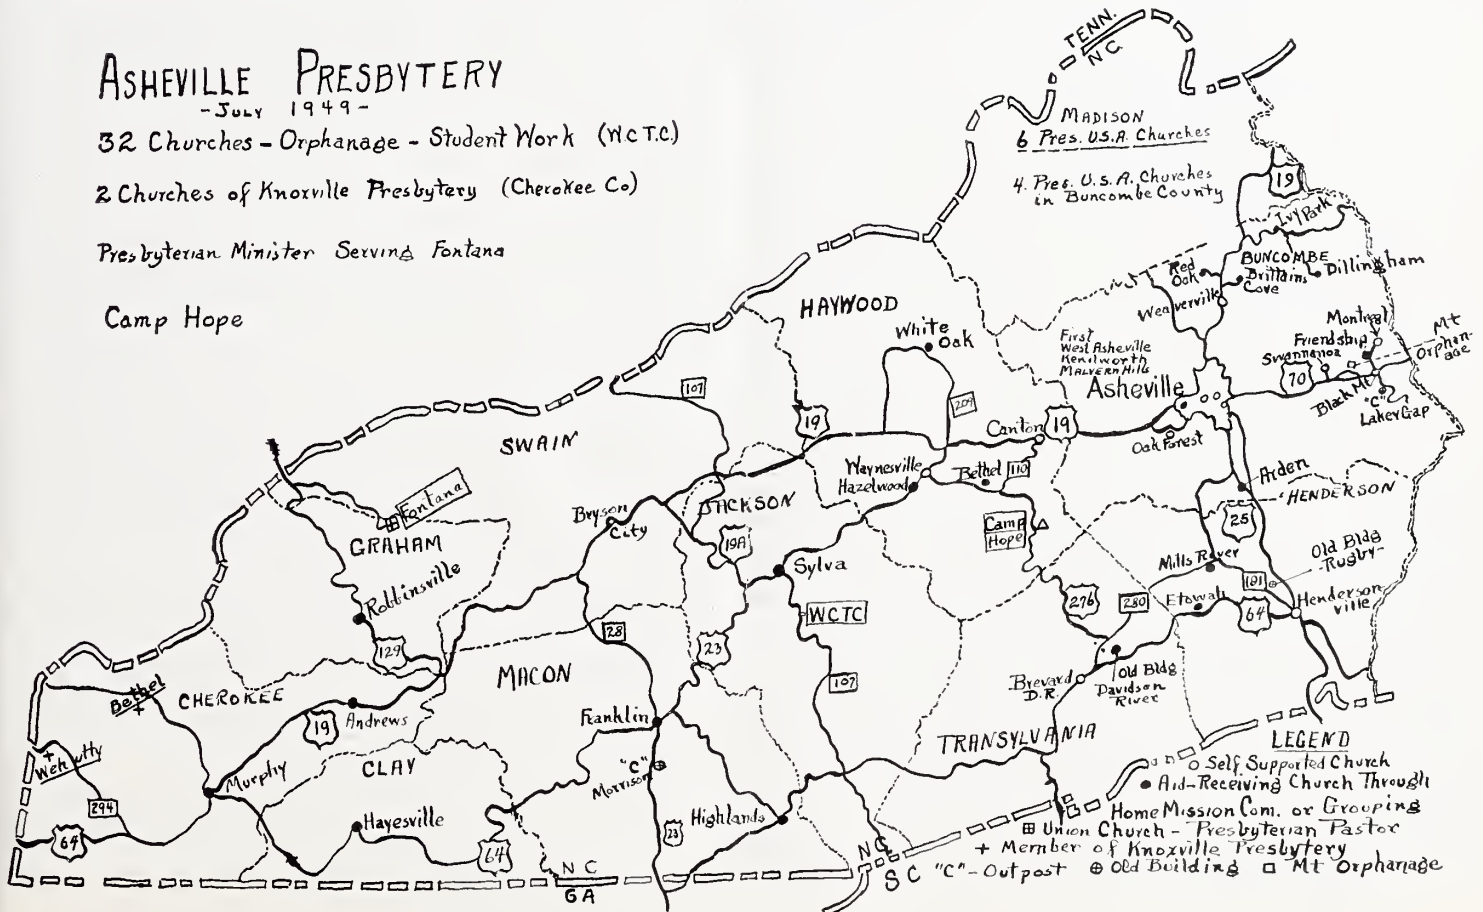 ASHEVILLE PRESBYTERY
-JULY 1949-
32 Churches - Orphanage - Student Work (W.C.T.C.)
2 Churches of Knoxville Presbytery (Cherokee Co)
Presbyterian Minister Serving Fontana
Camp Hope
TENN.
N.C.
MADISON
6 Pres. U.S.A. Churches
4. Pres. U.S.A. Churches
in Buncombe County
19
Ivy Park
BUNCOMBE
Red
Oak
Brittains
Cove
Dillingham
Weaverville
HAYWOOD
White
Oak
First
West Asheville
Kenilworth
MALVERN Hills
Asheville
Montreat
Friendship
Swannanoa
Mt
Orphan-
age
70
Black Mt
"C"
Lakey Gap
107
209
19
Canton
19
Oak Forest
SWAIN
Waynesville
Hazelwood
Bethel
110
Arden
HENDERSON
Fontana
GRAHAM
Bryson
City
JACKSON
19A
Camp
Hope
25
Old Bldg
-Rugby-
Mills River
191
Robbinsville
Sylva
WCTC
276
280
Etowah
64
Henderson
ville
129
28
23
Bethel
CHEROKEE
MACON
107
Brevard
D.R.
Old Bldg
Davidson
River
19
Andrews
Franklin
TRANSYLVANIA
Wehutty
Murphy
CLAY
"C"
Morrison
294
64
Hayesville
64
23
Highlands
N C
GA
NC
SC
LEGEND
○ Self Supported Church
● Aid-Receiving Church Through
Home Mission Com. or Grouping
⊞ Union Church - Presbyterian Pastor
+ Member of Knoxville Presbytery
"C"-Outpost ⊕ Old Building □ Mt Orphanage